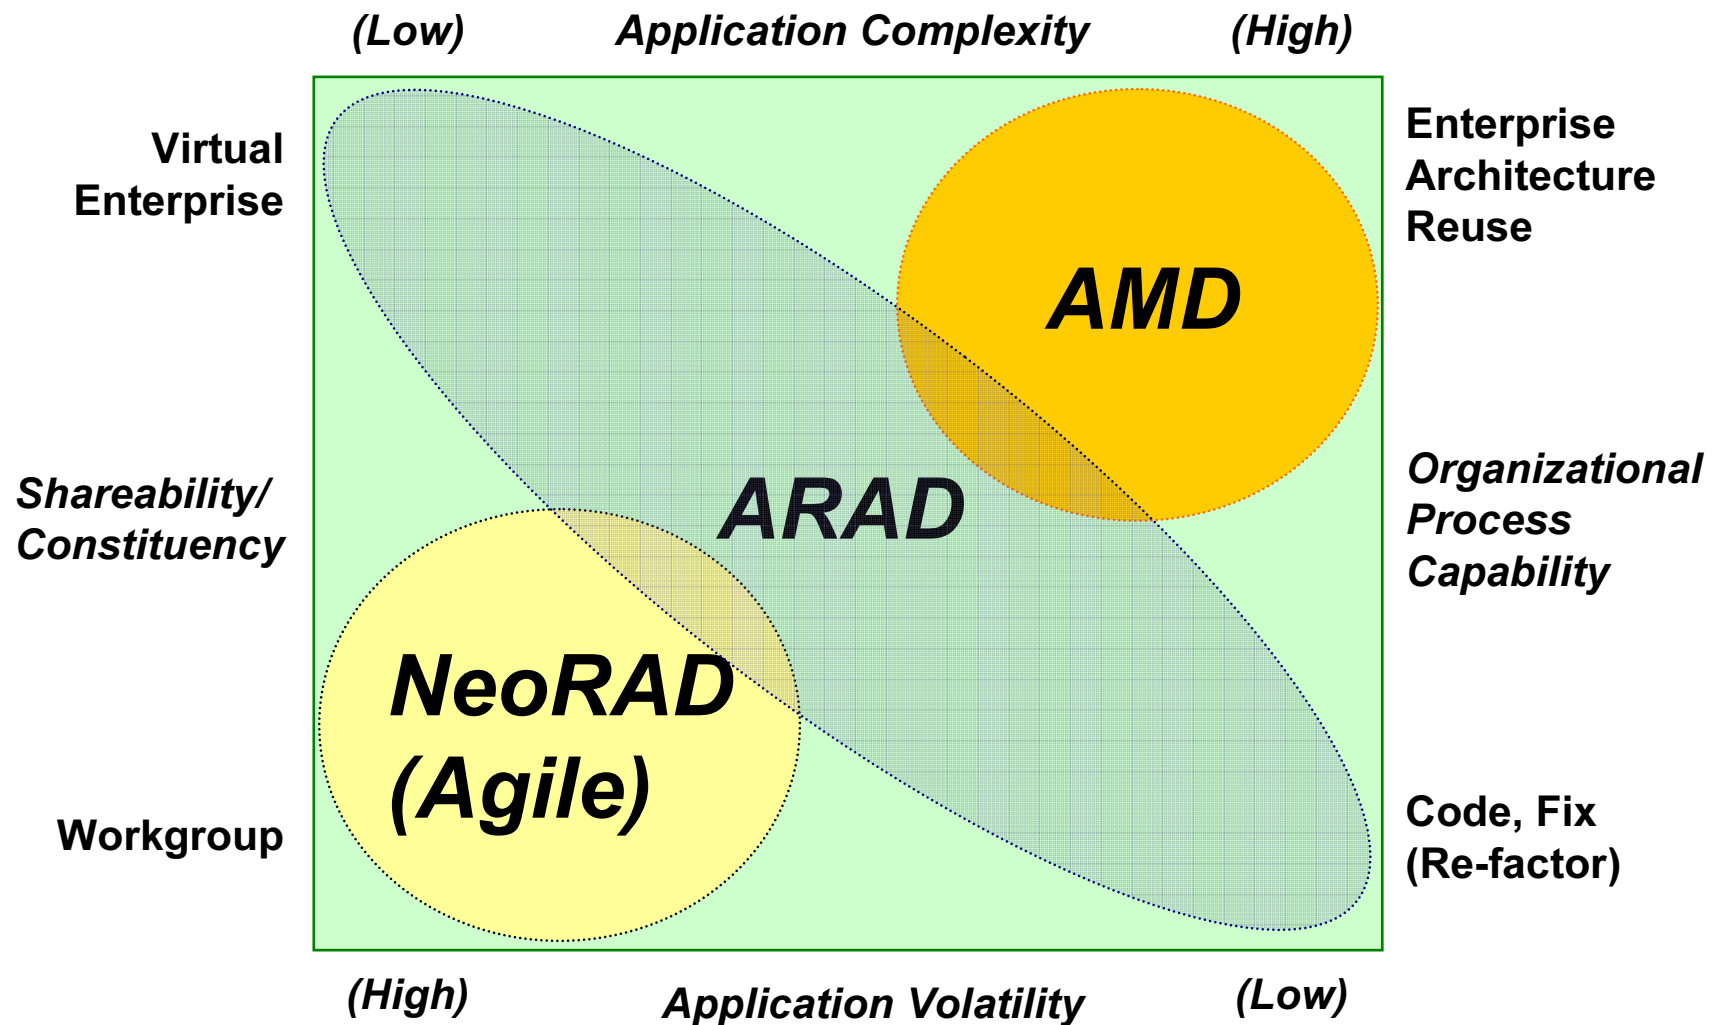 (Low) Application Complexity (High)
Virtual
Enterprise
Enterprise
Architecture
Reuse
AMD
Shareability/
Constituency
ARAD
Organizational
Process
Capability
NeoRAD
(Agile)
Workgroup
Code, Fix
(Re-factor)
(High) Application Volatility (Low)